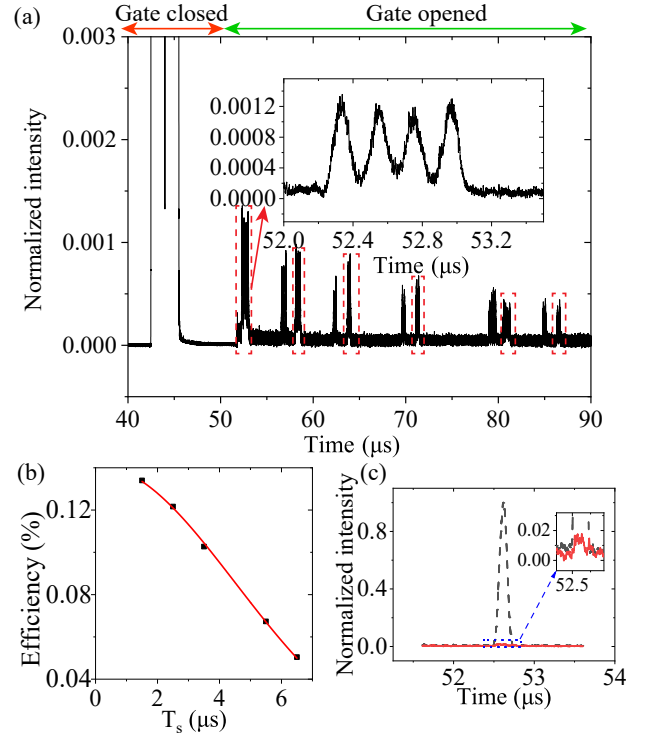 (a) Gate closed Gate opened
0.003
0.002
0.001
0.000
Normalized intensity
0.0012
0.0008
0.0004
0.0000
52.0 52.4 52.8 53.2
Time (μs)
40 50 60 70 80 90
Time (μs)
(b)
0.12
0.08
0.04
Efficiency (%)
0 2 4 6
Ts (μs)
(c)
0.8
0.4
0.0
Normalized intensity
0.02
0.00
52.5
52 53 54
Time (μs)